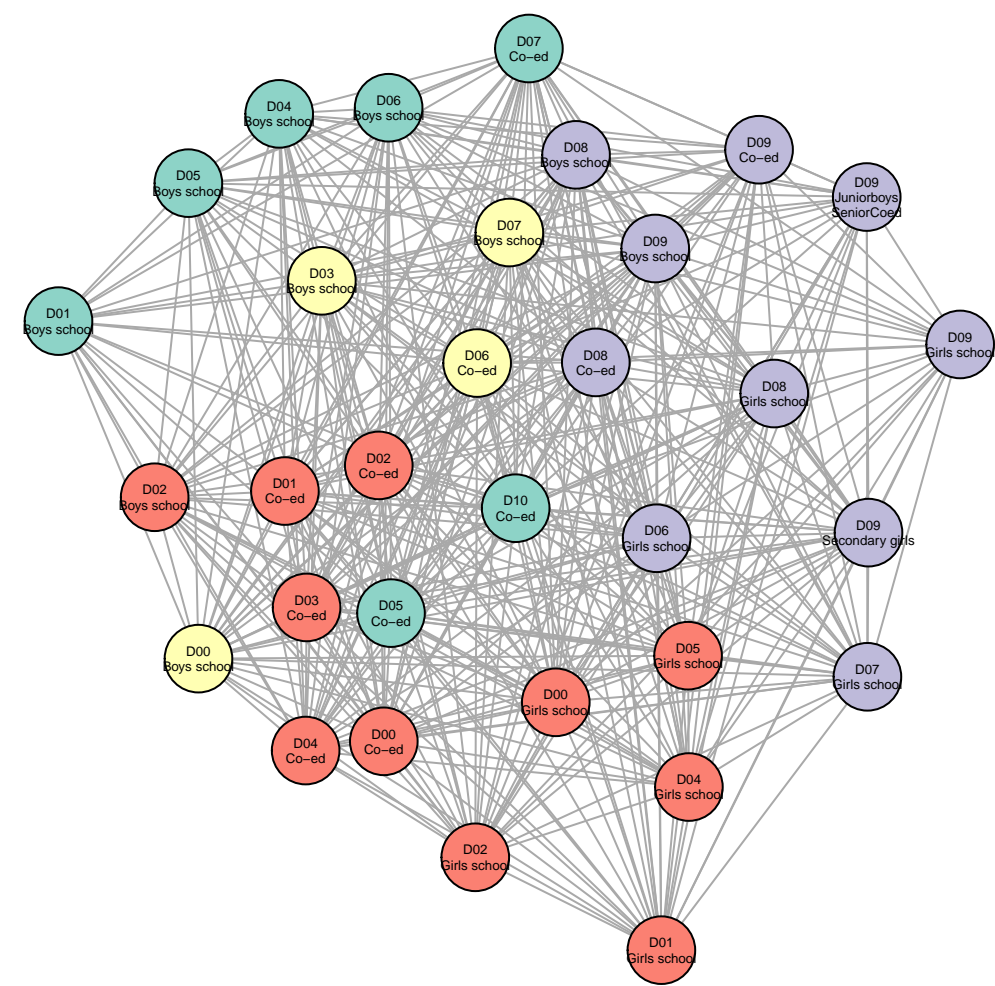 D07
Co−ed
D04
Boys school
D06
Boys school
D08
Boys school
D09
Co−ed
D05
Boys school
D09
Juniorboys
SeniorCoed
D07
Boys school
D09
Boys school
D03
Boys school
D01
Boys school
D09
Girls school
D06
Co−ed
D08
Co−ed
D08
Girls school
D02
Co−ed
D01
Co−ed
D02
Boys school
D10
Co−ed
D06
Girls school
D09
Secondary girls
D03
Co−ed
D05
Co−ed
D00
Boys school
D05
Girls school
D07
Girls school
D00
Girls school
D04
Co−ed
D00
Co−ed
D04
Girls school
D02
Girls school
D01
Girls school